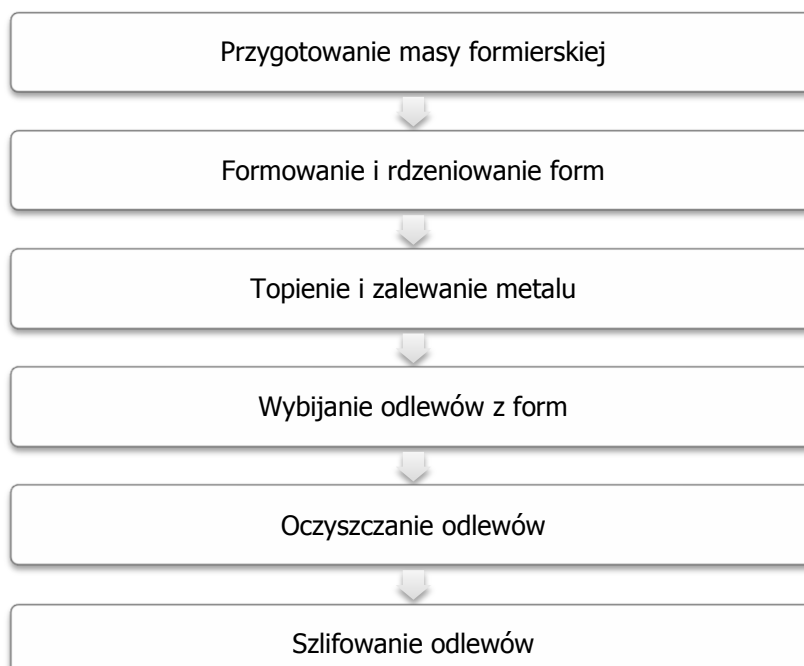 Przygotowanie masy formierskiej
Formowanie i rdzeniowanie form
Topienie i zalewanie metalu
Wybijanie odlewów z form
Oczyszczanie odlewów
Szlifowanie odlewów